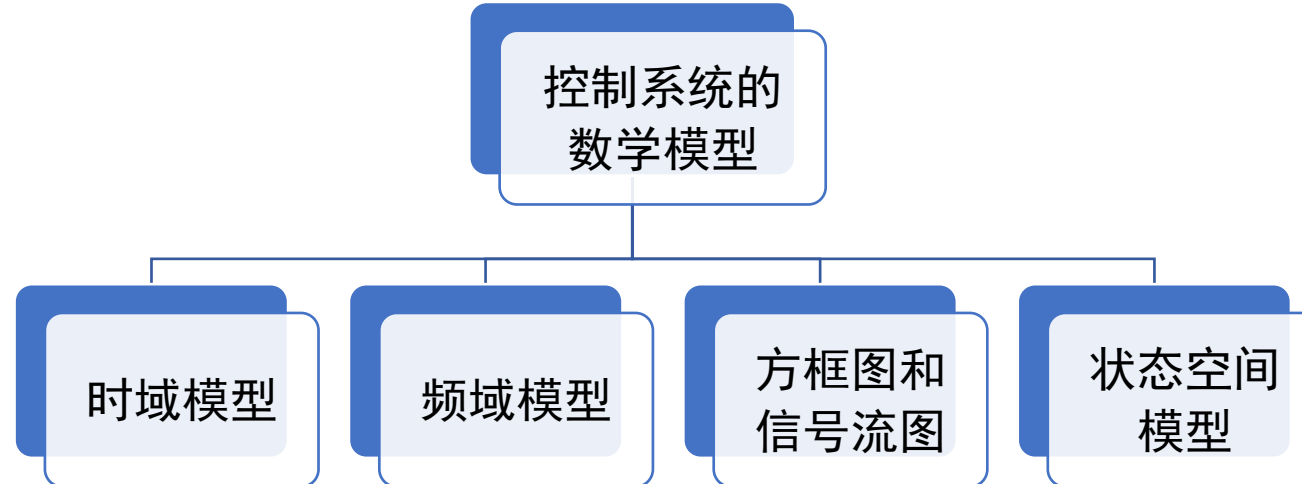 控制系统的
数学模型
时域模型
频域模型
方框图和
信号流图
状态空间
模型